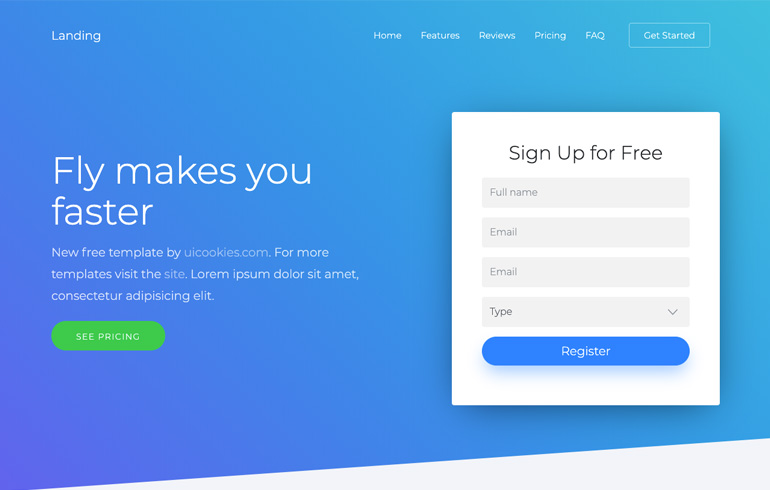 Landing
Home Features Reviews Pricing FAQ Get Started
Fly makes you
faster
New free template by uicookies.com. For more
templates visit the site. Lorem ipsum dolor sit amet,
consectetur adipisicing elit.
SEE PRICING
Sign Up for Free
Full name
Email
Email
Type
Register